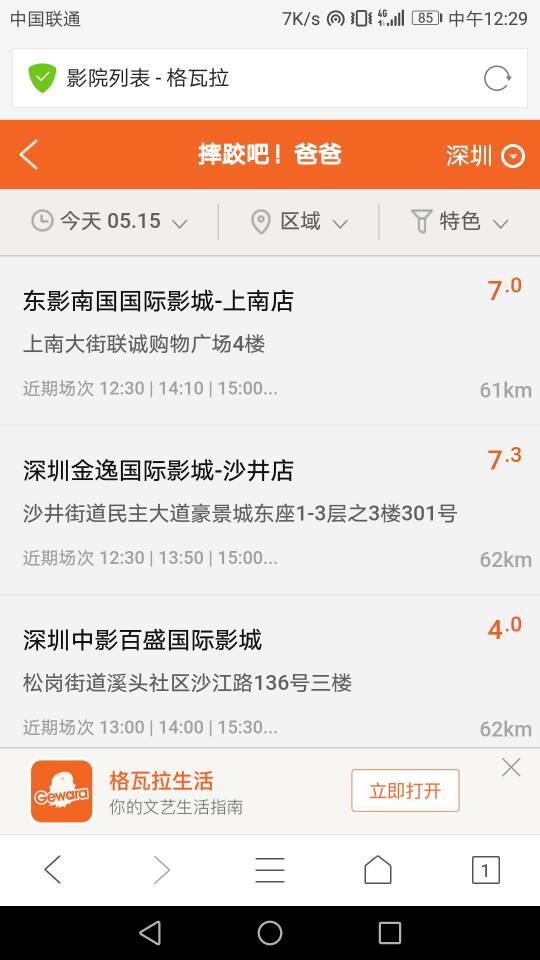 中国联通 7K/s 4G 85 中午12:29
影院列表 - 格瓦拉
摔跤吧！爸爸 深圳
今天 05.15 区域 特色
东影南国国际影城-上南店 7.0
上南大街联诚购物广场4楼
近期场次 12:30 | 14:10 | 15:00... 61km
深圳金逸国际影城-沙井店 7.3
沙井街道民主大道豪景城东座1-3层之3楼301号
近期场次 12:30 | 13:50 | 15:00... 62km
深圳中影百盛国际影城 4.0
松岗街道溪头社区沙江路136号三楼
近期场次 13:00 | 14:00 | 15:30... 62km
Gewara 格瓦拉生活 立即打开
你的文艺生活指南
1